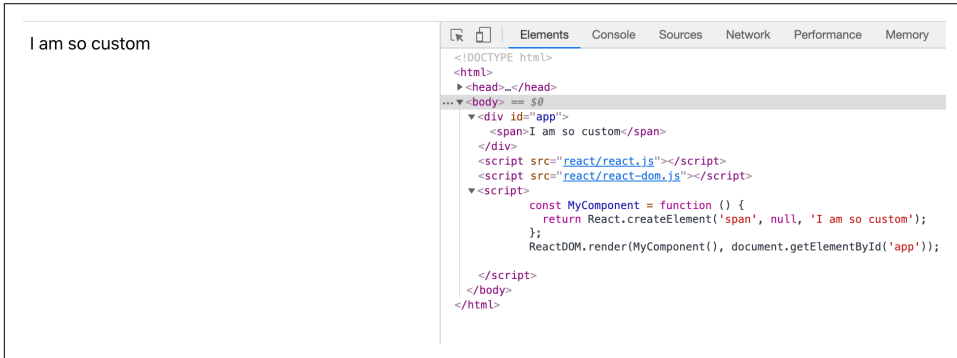 I am so custom
Elements Console Sources Network Performance Memory
<!DOCTYPE html>
<html>
▶<head>…</head>
… ▼<body> == $0
▼<div id="app">
<span>I am so custom</span>
</div>
<script src="react/react.js"></script>
<script src="react/react-dom.js"></script>
▼<script>
const MyComponent = function () {
return React.createElement('span', null, 'I am so custom');
};
ReactDOM.render(MyComponent(), document.getElementById('app'));
</script>
</body>
</html>